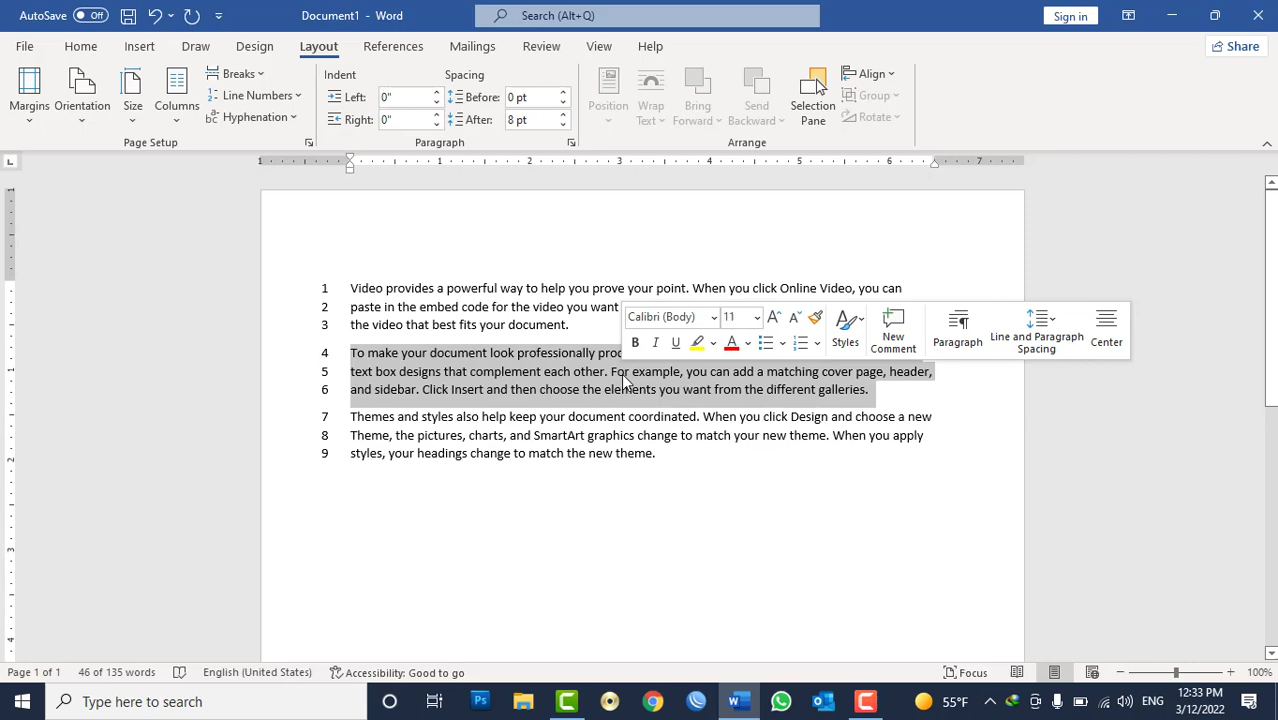 AutoSave Off Document1 - Word Search (Alt+Q) Sign in
File Home Insert Draw Design Layout References Mailings Review View Help Share
Margins Orientation Size Columns Breaks Line Numbers Hyphenation
Page Setup
Indent Spacing
Left: 0" Before: 0 pt
Right: 0" After: 8 pt
Paragraph
Position Wrap Text Bring Forward Send Backward Selection Pane Align Group Rotate
Arrange
1 1 2 3 4 5 6 7
1 Video provides a powerful way to help you prove your point. When you click Online Video, you can
2 paste in the embed code for the video you want
3 the video that best fits your document.
4 To make your document look professionally
5 text box designs that complement each other. For example, you can add a matching cover page, header,
6 and sidebar. Click Insert and then choose the elements you want from the different galleries.
7 Themes and styles also help keep your document coordinated. When you click Design and choose a new
8 Theme, the pictures, charts, and SmartArt graphics change to match your new theme. When you apply
9 styles, your headings change to match the new theme.
Calibri (Body) 11
B I U A Styles New Comment Paragraph Line and Paragraph Spacing Center
Page 1 of 1 46 of 135 words English (United States) Accessibility: Good to go Focus 100%
Type here to search Ps 55°F ENG 12:33 PM
3/12/2022